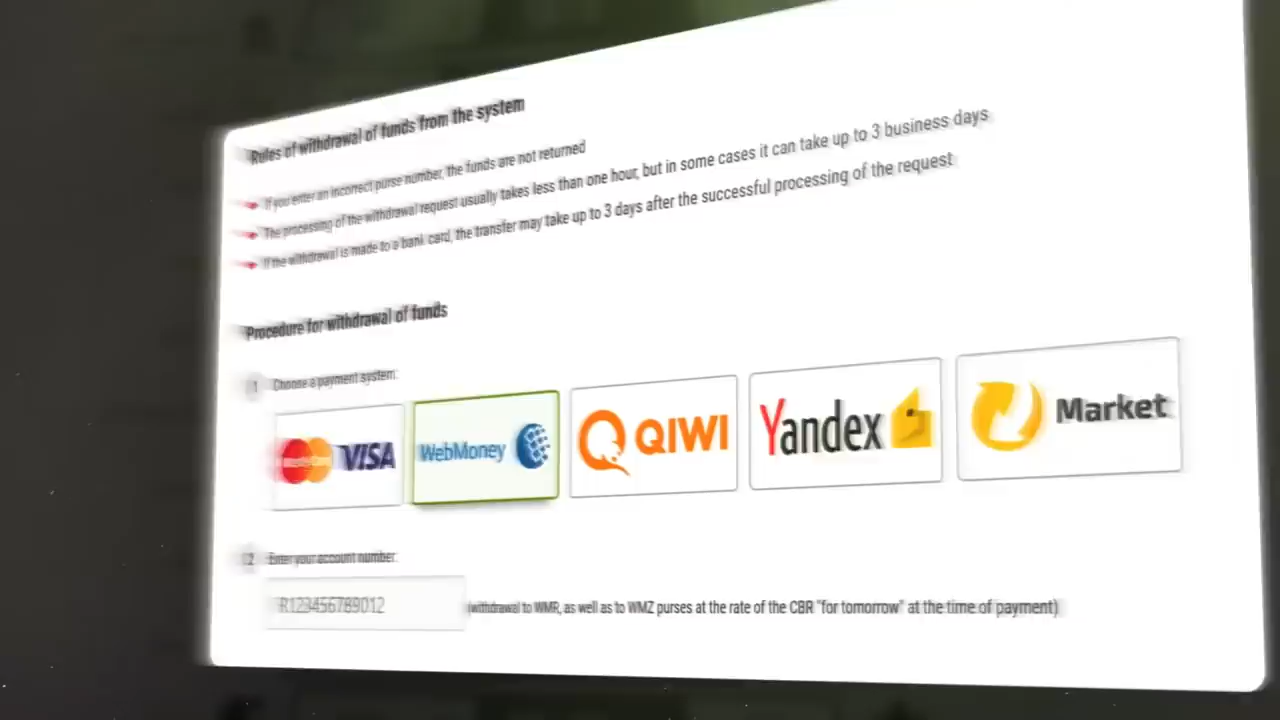 Rules of withdrawal of funds from the system
If you enter an incorrect purse number, the funds are not returned
The processing of the withdrawal request usually takes less than one hour, but in some cases it can take up to 3 business days
If the withdrawal is made to a bank card, the transfer may take up to 3 days after the successful processing of the request
Procedure for withdrawal of funds
1 Choose a payment system:
MasterCard VISA WebMoney QIWI Yandex Market
2 Enter your account number:
R123456789012 (withdrawal to WMR, as well as to WMZ purses at the rate of the CBR "for tomorrow" at the time of payment)